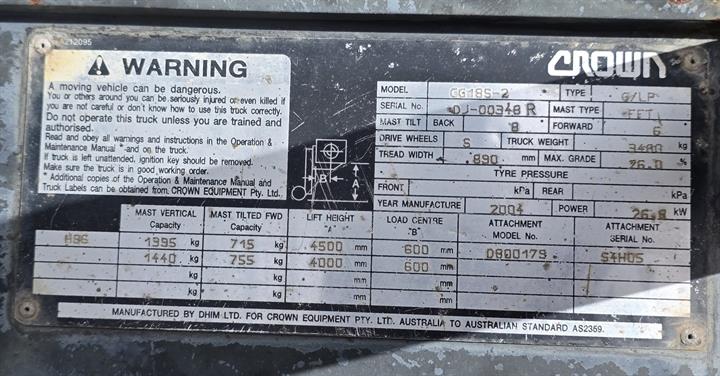 212095
WARNING
A moving vehicle can be dangerous.
You or others around you can be seriously injured or even killed if
you are not careful or don't know how to use this truck correctly.
Do not operate this truck unless you are trained and
authorised.
Read and obey all warnings and instructions in the Operation &
Maintenance Manual * and on the truck.
If truck is left unattended, ignition key should be removed.
Make sure the truck is in good working order.
* Additional copies of the Operation & Maintenance Manual and
Truck Labels can be obtained from CROWN EQUIPMENT Pty. Ltd.
B
A
CROWN
MODEL CG18S-2 TYPE G/LP
SERIAL No. DJ-00348 R MAST TYPE FFT
MAST TILT BACK 8 FORWARD 6
DRIVE WHEELS S TRUCK WEIGHT 3480 kg
TREAD WIDTH 890 mm MAX. GRADE 26.0 %
TYRE PRESSURE
FRONT kPa REAR kPa
YEAR MANUFACTURE 2004 POWER 26.8 kW
MAST VERTICAL Capacity MAST TILTED FWD Capacity LIFT HEIGHT "A" LOAD CENTRE "B" ATTACHMENT MODEL No. ATTACHMENT SERIAL No.
1995 kg 715 kg 4500 mm 600 mm 0800179 S4H05
1440 kg 755 kg 4000 mm 600 mm
MANUFACTURED BY DHIM LTD. FOR CROWN EQUIPMENT PTY. LTD. AUSTRALIA TO AUSTRALIAN STANDARD AS2359.